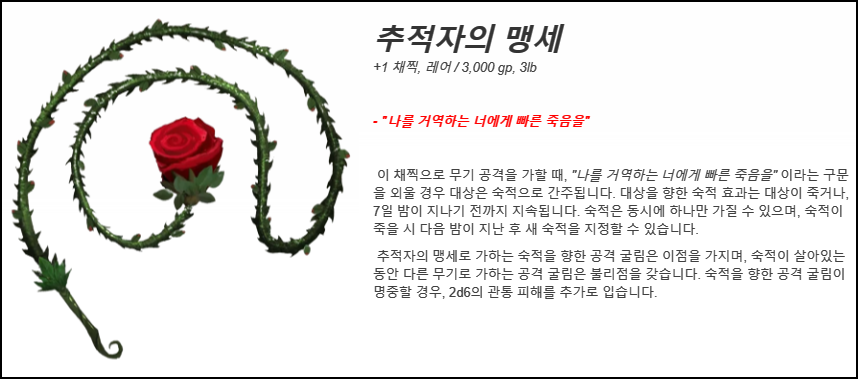 추적자의 맹세
+1 채찍, 레어 / 3,000 gp, 3lb
- "나를 거역하는 너에게 빠른 죽음을"
이 채찍으로 무기 공격을 가할 때, "나를 거역하는 너에게 빠른 죽음을" 이라는 구문
을 외울 경우 대상은 숙적으로 간주됩니다. 대상을 향한 숙적 효과는 대상이 죽거나,
7일 밤이 지나기 전까지 지속됩니다. 숙적은 동시에 하나만 가질 수 있으며, 숙적이
죽을 시 다음 밤이 지난 후 새 숙적을 지정할 수 있습니다.
추적자의 맹세로 가하는 숙적을 향한 공격 굴림은 이점을 가지며, 숙적이 살아있는
동안 다른 무기로 가하는 공격 굴림은 불리점을 갖습니다. 숙적을 향한 공격 굴림이
명중할 경우, 2d6의 관통 피해를 추가로 입습니다.